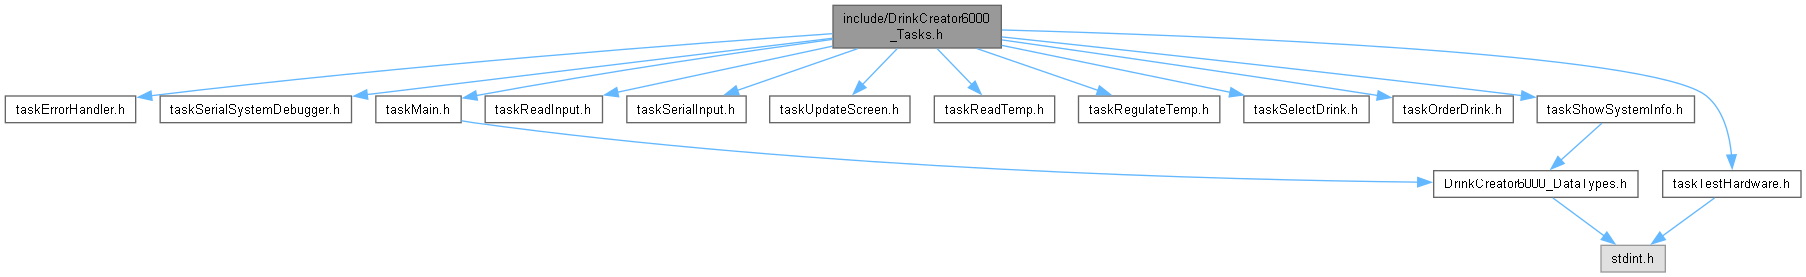 include/DrinkCreator6000
_Tasks.h
taskErrorHandler.h
taskSerialSystemDebugger.h
taskMain.h
taskReadInput.h
taskSerialInput.h
taskUpdateScreen.h
taskReadTemp.h
taskRegulateTemp.h
taskSelectDrink.h
taskOrderDrink.h
taskShowSystemInfo.h
DrinkCreator6000_DataTypes.h
taskTestHardware.h
stdint.h